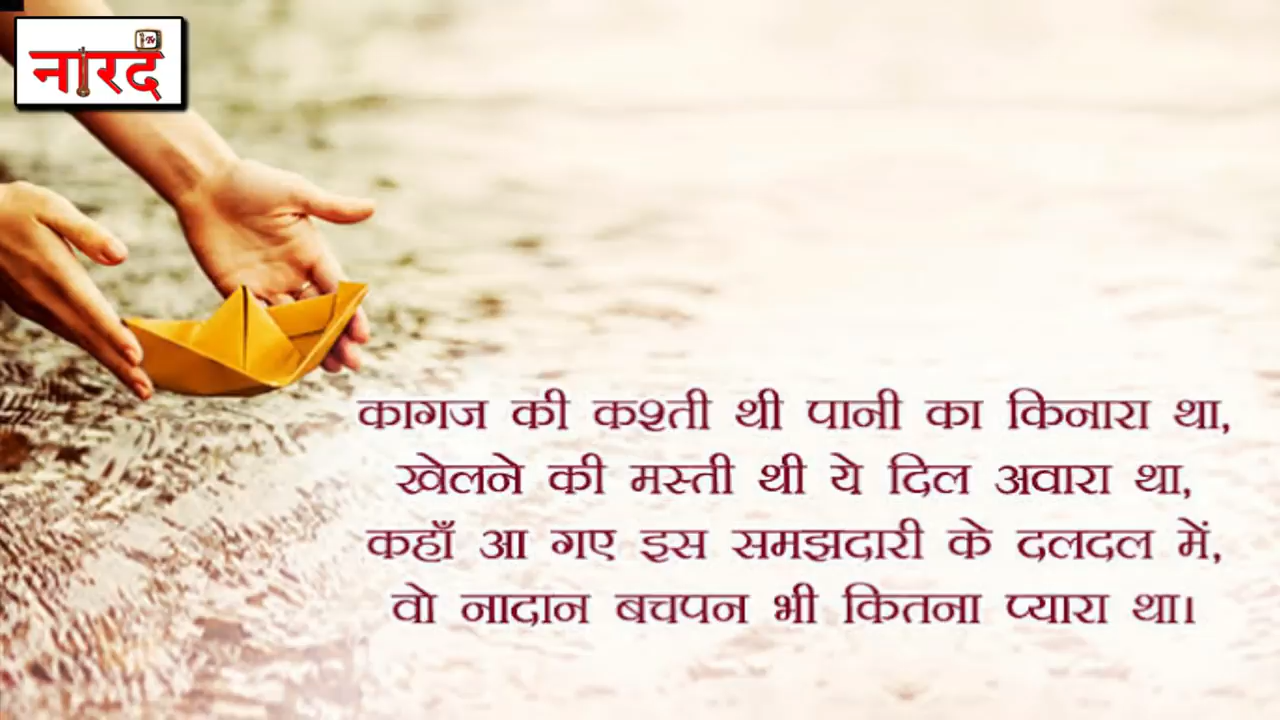 नारद
कागज की कश्ती थी पानी का किनारा था,
खेलने की मस्ती थी ये दिल अवारा था,
कहाँ आ गए इस समझदारी के दलदल में,
वो नादान बचपन भी कितना प्यारा था।